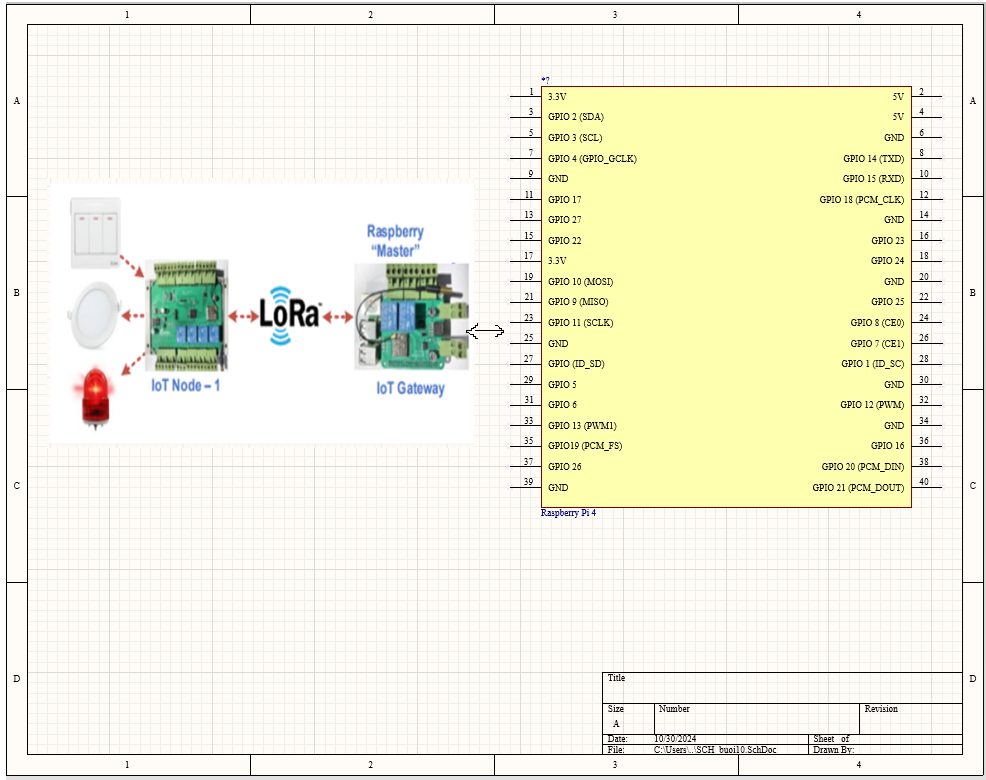 1 2 3 4
A A
B B
C C
D D
Raspberry
“Master”
LoRa™
IoT Node – 1
IoT Gateway
*?
1 3.3V 5V 2
3 GPIO 2 (SDA) 5V 4
5 GPIO 3 (SCL) GND 6
7 GPIO 4 (GPIO_GCLK) GPIO 14 (TXD) 8
9 GND GPIO 15 (RXD) 10
11 GPIO 17 GPIO 18 (PCM_CLK) 12
13 GPIO 27 GND 14
15 GPIO 22 GPIO 23 16
17 3.3V GPIO 24 18
19 GPIO 10 (MOSI) GND 20
21 GPIO 9 (MISO) GPIO 25 22
23 GPIO 11 (SCLK) GPIO 8 (CE0) 24
25 GND GPIO 7 (CE1) 26
27 GPIO (ID_SD) GPIO 1 (ID_SC) 28
29 GPIO 5 GND 30
31 GPIO 6 GPIO 12 (PWM) 32
33 GPIO 13 (PWM1) GND 34
35 GPIO19 (PCM_FS) GPIO 16 36
37 GPIO 26 GPIO 20 (PCM_DIN) 38
39 GND GPIO 21 (PCM_DOUT) 40
Raspberry Pi 4
Title
Size Number Revision
A
Date: 10/30/2024 Sheet of
File: C:\Users\..\SCH_buoi10.SchDoc Drawn By:
1 2 3 4